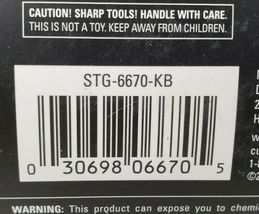 CAUTION! SHARP TOOLS! HANDLE WITH CARE.
THIS IS NOT A TOY. KEEP AWAY FROM CHILDREN.
STG-6670-KB
0 30698 06670 5
WARNING: This product can expose you to chemi